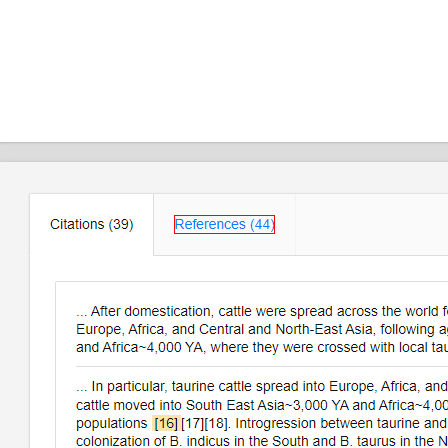 Citations (39)
References (44)
... After domestication, cattle were spread across the world
Europe, Africa, and Central and North-East Asia, following
and Africa~4,000 YA, where they were crossed with local
... In particular, taurine cattle spread into Europe, Africa, and
cattle moved into South East Asia~3,000 YA and Africa~4,00
populations [16] [17][18]. Introgression between taurine and
colonization of B. indicus in the South and B. taurus in the N